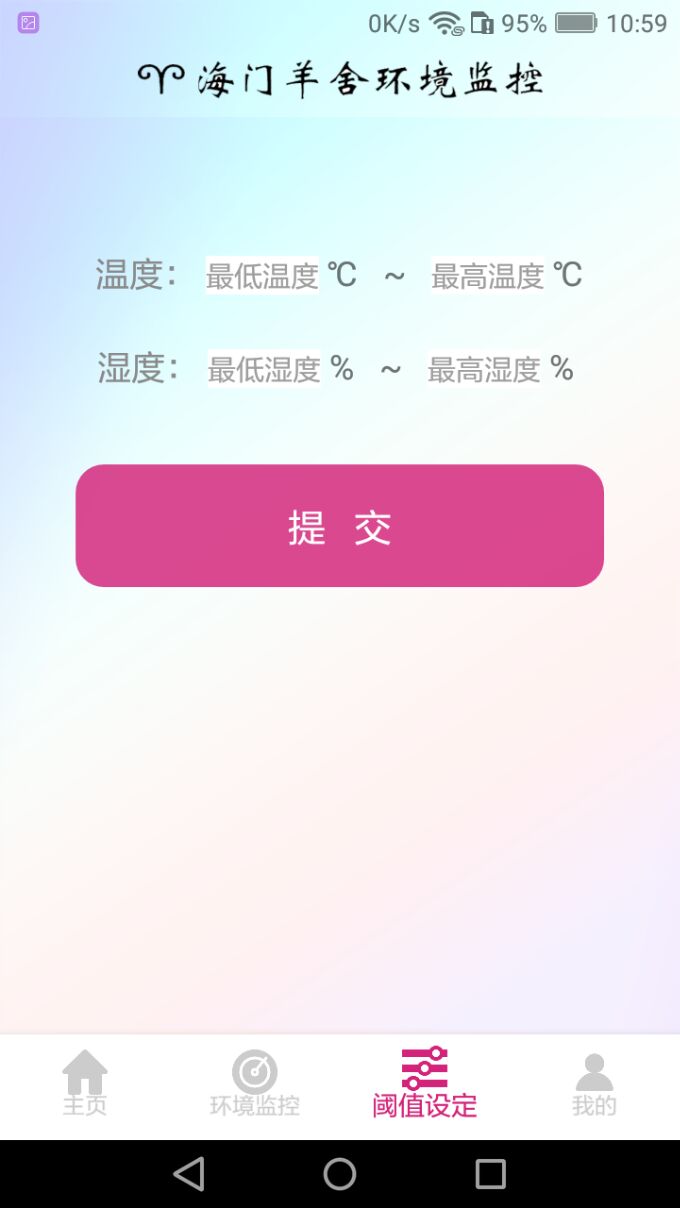 0K/s 95% 10:59
海门羊舍环境监控
温度： 最低温度 ℃ ~ 最高温度 ℃
湿度： 最低湿度 % ~ 最高湿度 %
提 交
主页 环境监控 阈值设定 我的